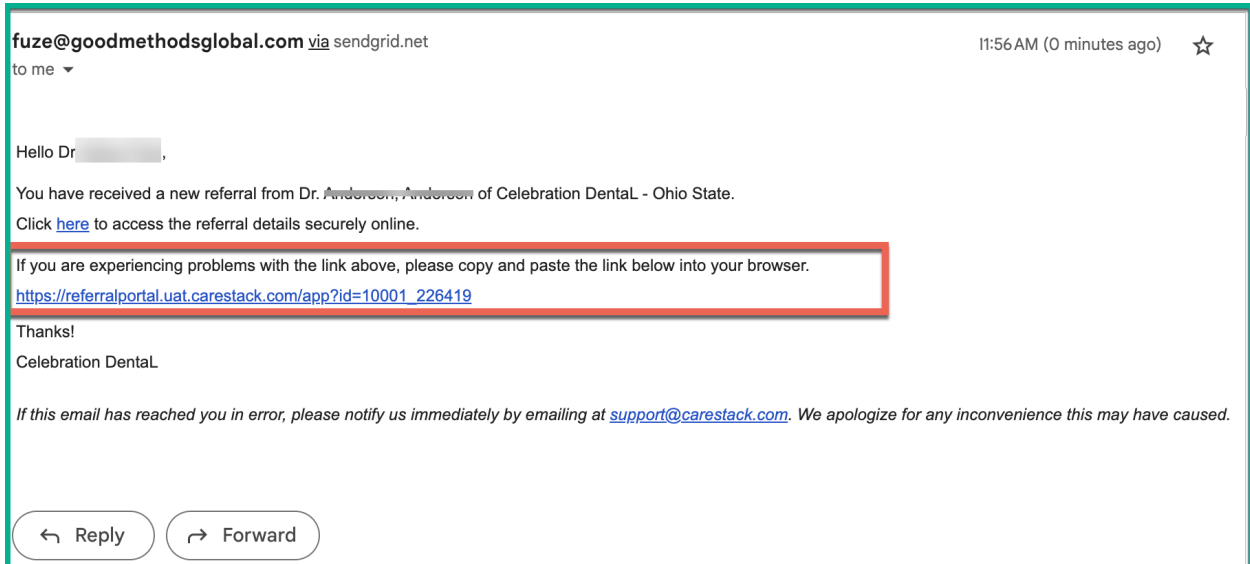 fuze@goodmethodsglobal.com via sendgrid.net
11:56 AM (0 minutes ago)
to me
Hello Dr ,
You have received a new referral from Dr. Anderson, Anderson of Celebration DentaL - Ohio State.
Click here to access the referral details securely online.
If you are experiencing problems with the link above, please copy and paste the link below into your browser.
https://referralportal.uat.carestack.com/app?id=10001_226419
Thanks!
Celebration DentaL
If this email has reached you in error, please notify us immediately by emailing at support@carestack.com. We apologize for any inconvenience this may have caused.
Reply
Forward